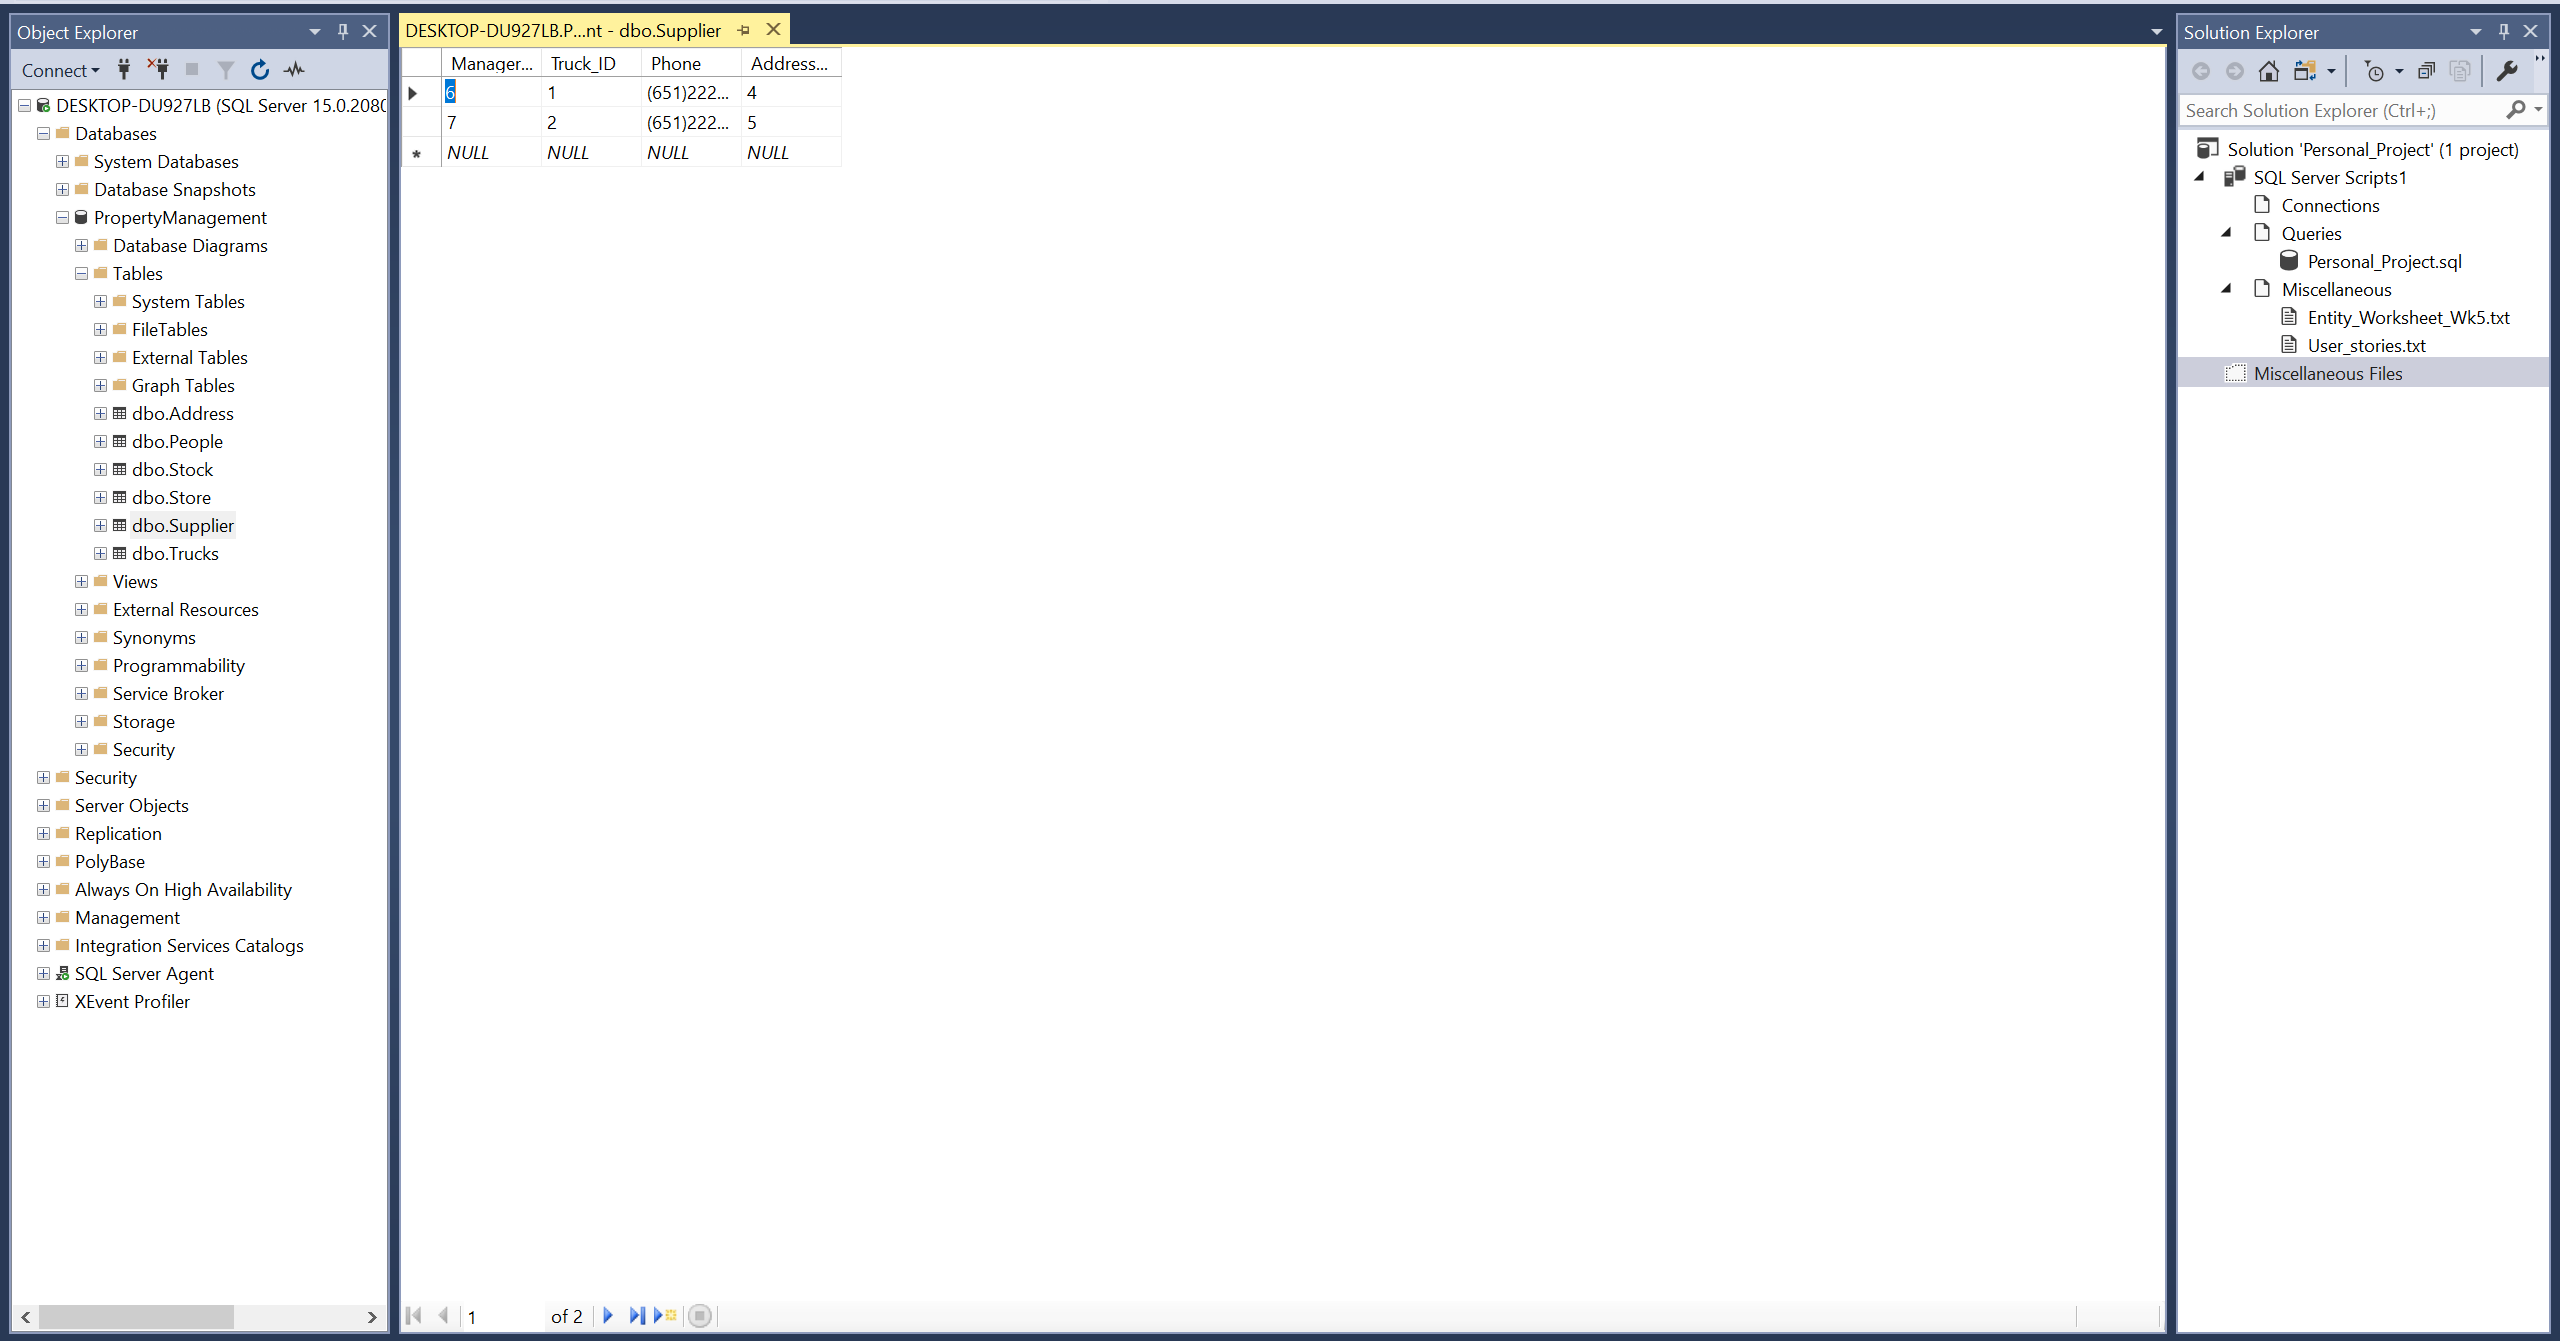 Object Explorer
Connect
DESKTOP-DU927LB (SQL Server 15.0.2080
Databases
System Databases
Database Snapshots
PropertyManagement
Database Diagrams
Tables
System Tables
FileTables
External Tables
Graph Tables
dbo.Address
dbo.People
dbo.Stock
dbo.Store
dbo.Supplier
dbo.Trucks
Views
External Resources
Synonyms
Programmability
Service Broker
Storage
Security
Security
Server Objects
Replication
PolyBase
Always On High Availability
Management
Integration Services Catalogs
SQL Server Agent
XEvent Profiler
DESKTOP-DU927LB.P...nt - dbo.Supplier
Manager... Truck_ID Phone Address...
6 1 (651)222... 4
7 2 (651)222... 5
* NULL NULL NULL NULL
1 of 2
Solution Explorer
Search Solution Explorer (Ctrl+;)
Solution 'Personal_Project' (1 project)
SQL Server Scripts1
Connections
Queries
Personal_Project.sql
Miscellaneous
Entity_Worksheet_Wk5.txt
User_stories.txt
Miscellaneous Files